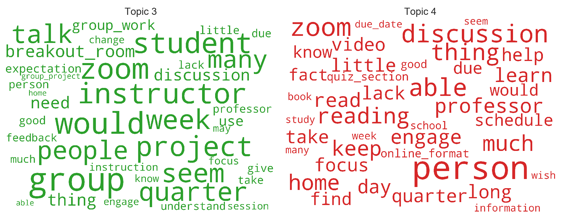 Topic 3
group_work little due
talk change student
breakout_room many
expectation zoom lack discussion
group_project
person
home instructor
need
good would week use professor
may
feedback people project
much instruction focus give
group seem take
quarter
thing engage understand session
able
Topic 4
zoom due_date seem discussion
video thing
know little good able due help
fact quiz_section learn
book read lack would
study reading professor
school schedule
take week engage much
many keep online_format
focus person wish
home day quarter long
find information